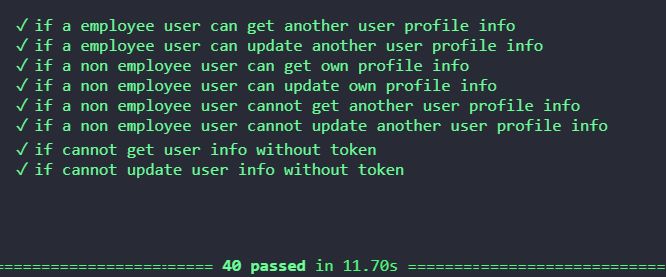 ✓ if a employee user can get another user profile info
✓ if a employee user can update another user profile info
✓ if a non employee user can get own profile info
✓ if a non employee user can update own profile info
✓ if a non employee user cannot get another user profile info
✓ if a non employee user cannot update another user profile info
✓ if cannot get user info without token
✓ if cannot update user info without token
======================= 40 passed in 11.70s ============================